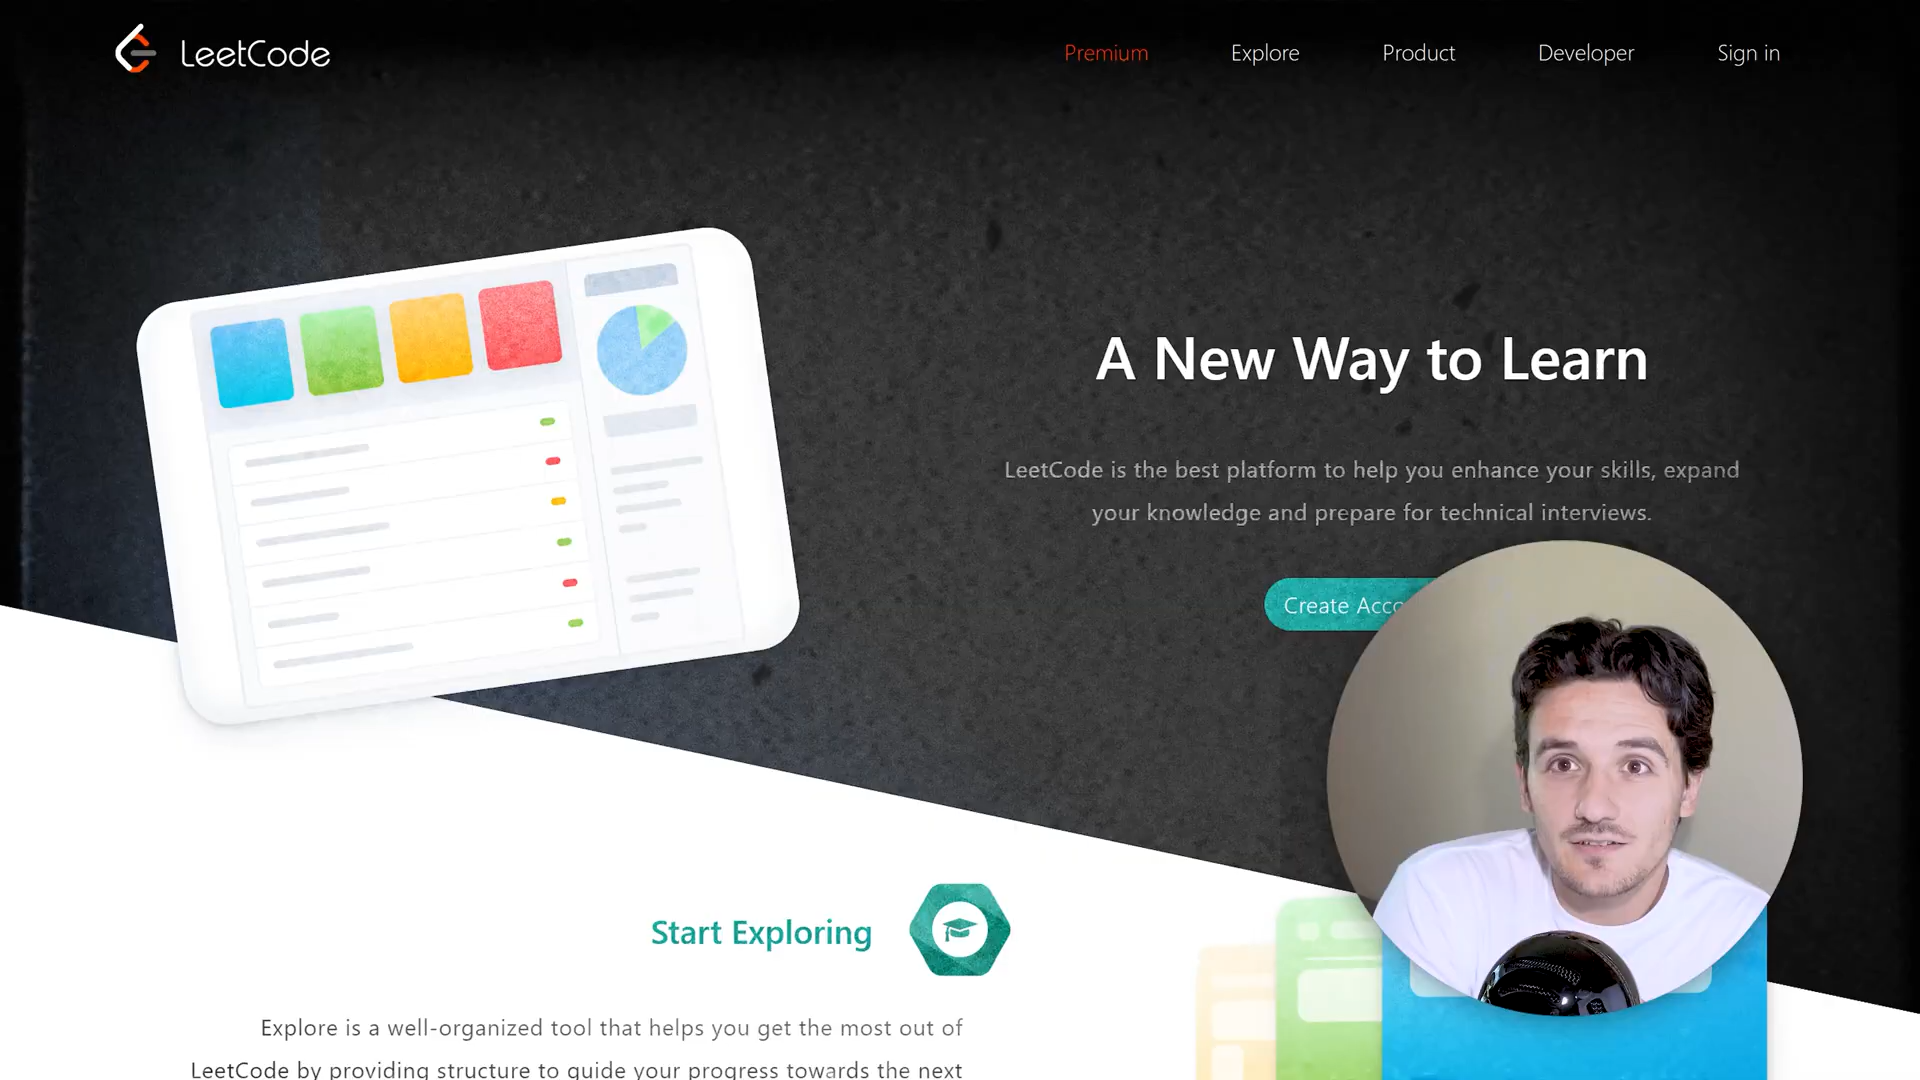 LeetCode
Premium
Explore
Product
Developer
Sign in
A New Way to Learn
LeetCode is the best platform to help you enhance your skills, expand
your knowledge and prepare for technical interviews.
Create Acco
Start Exploring
Explore is a well-organized tool that helps you get the most out of
LeetCode by providing structure to guide your progress towards the next